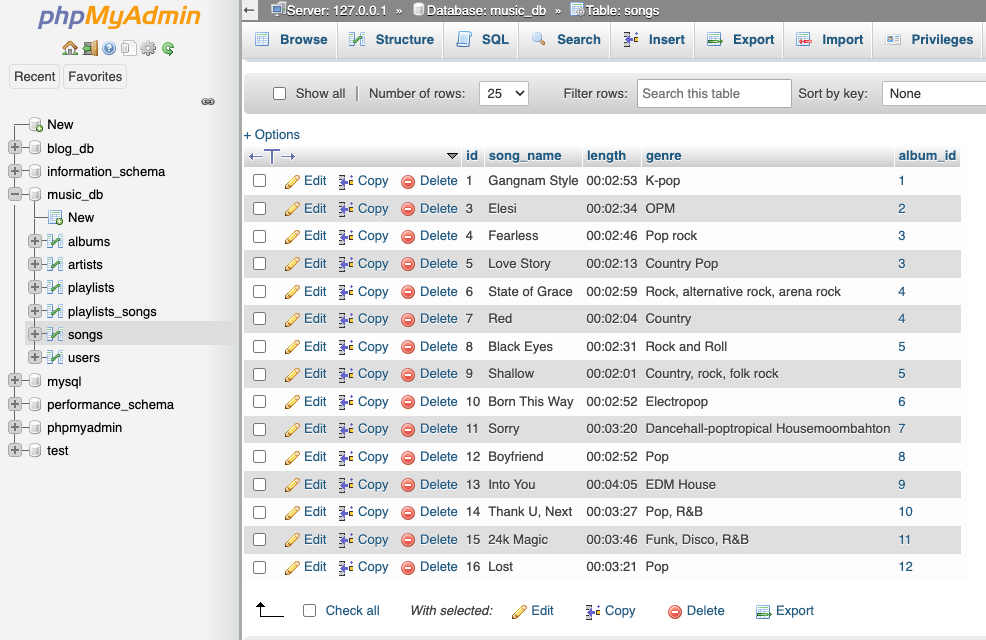 phpMyAdmin
Recent Favorites
New
blog_db
information_schema
music_db
New
albums
artists
playlists
playlists_songs
songs
users
mysql
performance_schema
phpmyadmin
test
Server: 127.0.0.1 » Database: music_db » Table: songs
Browse Structure SQL Search Insert Export Import Privileges
Show all | Number of rows: 25 Filter rows: Search this table Sort by key: None
+ Options
←T→ id song_name length genre album_id
Edit Copy Delete 1 Gangnam Style 00:02:53 K-pop 1
Edit Copy Delete 3 Elesi 00:02:34 OPM 2
Edit Copy Delete 4 Fearless 00:02:46 Pop rock 3
Edit Copy Delete 5 Love Story 00:02:13 Country Pop 3
Edit Copy Delete 6 State of Grace 00:02:59 Rock, alternative rock, arena rock 4
Edit Copy Delete 7 Red 00:02:04 Country 4
Edit Copy Delete 8 Black Eyes 00:02:31 Rock and Roll 5
Edit Copy Delete 9 Shallow 00:02:01 Country, rock, folk rock 5
Edit Copy Delete 10 Born This Way 00:02:52 Electropop 6
Edit Copy Delete 11 Sorry 00:03:20 Dancehall-poptropical Housemoombahton 7
Edit Copy Delete 12 Boyfriend 00:02:52 Pop 8
Edit Copy Delete 13 Into You 00:04:05 EDM House 9
Edit Copy Delete 14 Thank U, Next 00:03:27 Pop, R&B 10
Edit Copy Delete 15 24k Magic 00:03:46 Funk, Disco, R&B 11
Edit Copy Delete 16 Lost 00:03:21 Pop 12
Check all With selected: Edit Copy Delete Export